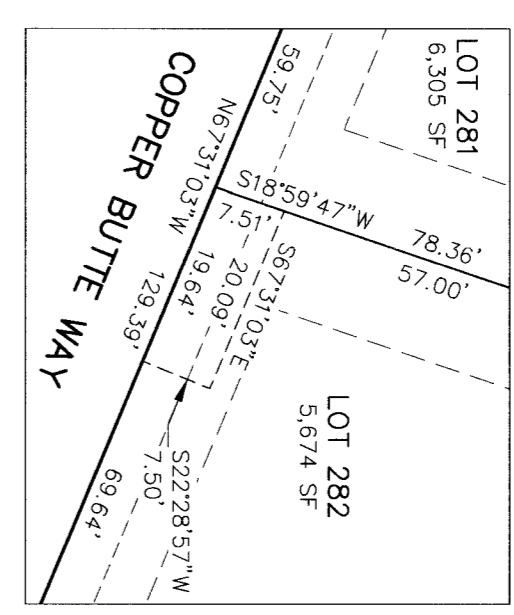 LOT 281
6,305 SF
59.75'
COPPER BUTTE WAY
N67°31'03"W
129.39'
S18°59'47"W
78.36'
7.51'
57.00'
S67°31'03"E
20.09'
19.64'
LOT 282
5,674 SF
S22°28'57"W
7.50'
69.64'